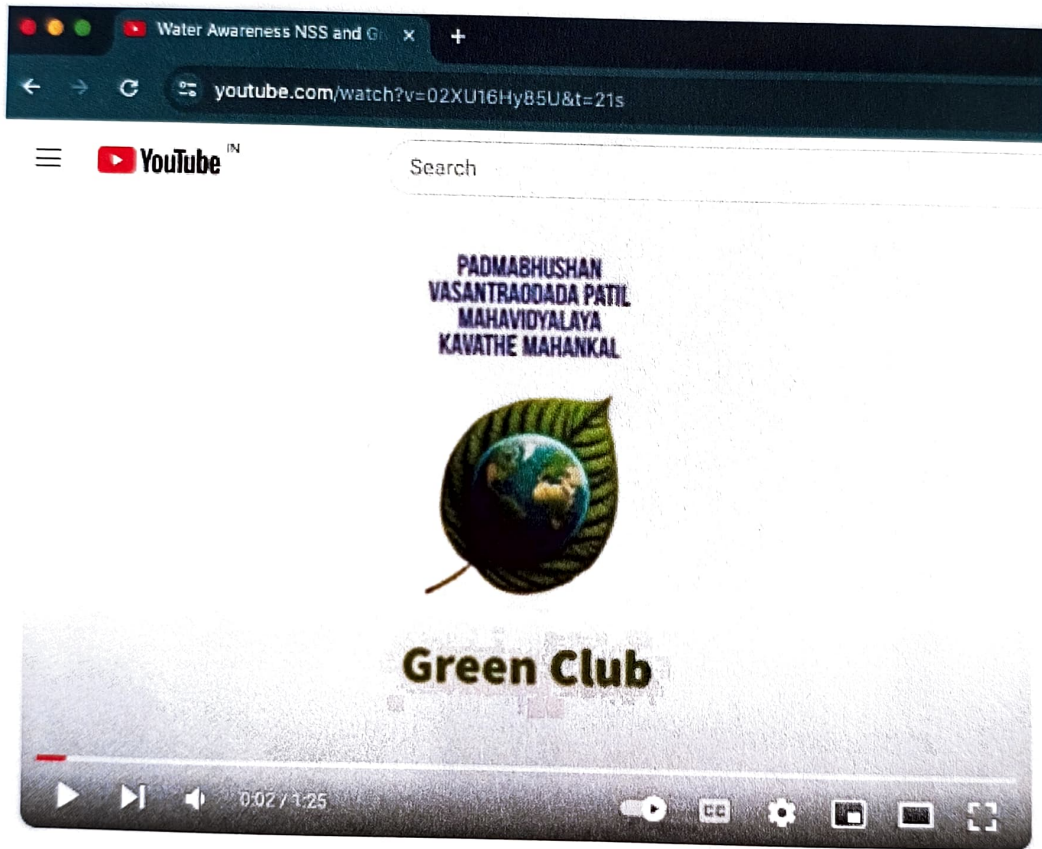 Water Awareness NSS and G
youtube.com/watch?v=02XU16Hy85U&t=21s
YouTube IN
Search
PADMABHUSHAN
VASANTRAODADA PATIL
MAHAVIDYALAYA
KAVATHE MAHANKAL
Green Club
0:02 / 1:25
CC